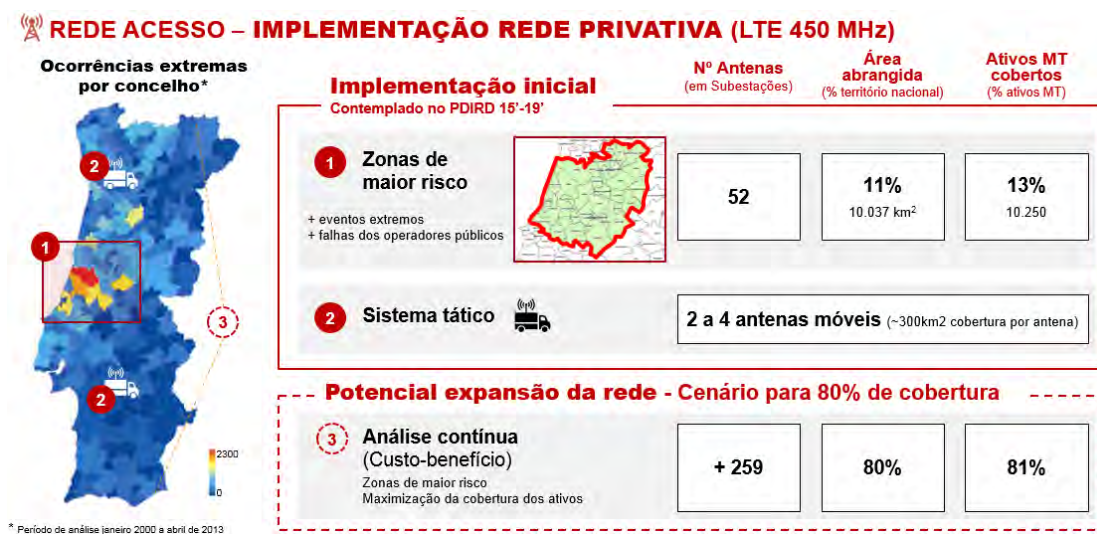 REDE ACESSO – IMPLEMENTAÇÃO REDE PRIVATIVA (LTE 450 MHz)
Ocorrências extremas
por concelho*
2
1
3
2
2300
0
* Período de análise janeiro 2000 a abril de 2013
Implementação inicial
Contemplado no PDIRD 15'-19'
Nº Antenas
(em Subestações)
Área
abrangida
(% território nacional)
Ativos MT
cobertos
(% ativos MT)
1
Zonas de
maior risco
+ eventos extremos
+ falhas dos operadores públicos
52
11%
10.037 km²
13%
10.250
2
Sistema tático
2 a 4 antenas móveis (~300km2 cobertura por antena)
Potencial expansão da rede - Cenário para 80% de cobertura
3
Análise contínua
(Custo-benefício)
Zonas de maior risco
Maximização da cobertura dos ativos
+ 259
80%
81%